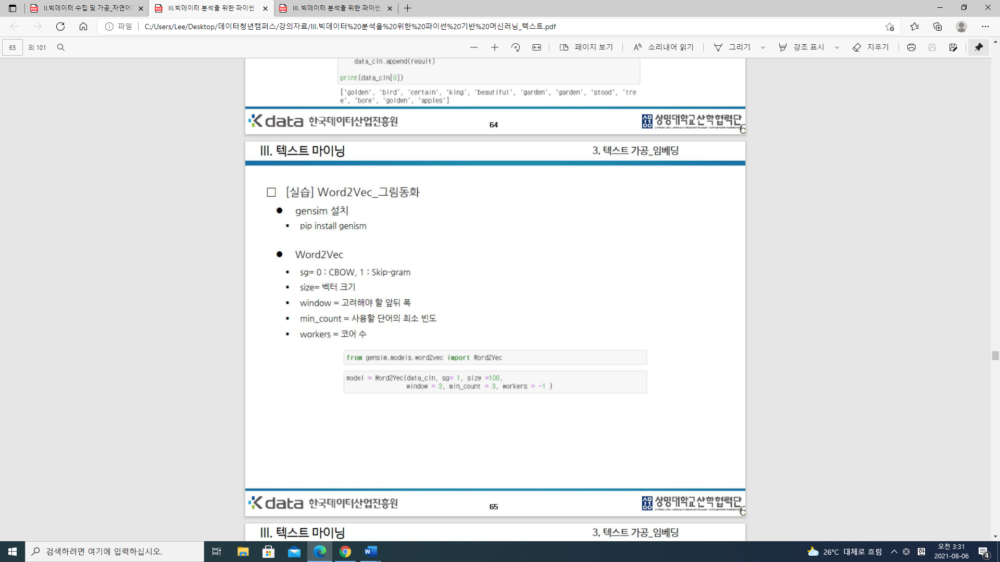 II.빅데이터 수집 및 가공_자연어
III.빅데이터 분석을 위한 파이썬
III. 빅데이터 분석을 위한 파이썬
파일
C:/Users/Lee/Desktop/데이터청년캠퍼스/강의자료/III.빅데이터%20분석을%20위한%20파이썬%20기반%20머신러닝_텍스트.pdf
65 의 101
페이지 보기
소리내어 읽기
그리기
강조 표시
지우기
data_cln.append(result)
print(data_cln[0])
['golden', 'bird', 'certain', 'king', 'beautiful', 'garden', 'garden', 'stood', 'tre
e', 'bore', 'golden', 'apples']
K data 한국데이터산업진흥원
64
상명대학교산학협력단
6
III. 텍스트 마이닝
3. 텍스트 가공_임베딩
[실습] Word2Vec_그림동화
gensim 설치
pip install genism
Word2Vec
sg= 0 : CBOW, 1 : Skip-gram
size= 벡터 크기
window = 고려해야 할 앞뒤 폭
min_count = 사용할 단어의 최소 빈도
workers = 코어 수
from gensim.models.word2vec import Word2Vec
model = Word2Vec(data_cln, sg= 1, size =100,
window = 3, min_count = 3, workers = -1 )
K data 한국데이터산업진흥원
65
상명대학교산학협력단
6
III. 텍스트 마이닝
3. 텍스트 가공_임베딩
검색하려면 여기에 입력하십시오.
26°C 대체로 흐림
한
오전 3:31
2021-08-06
4